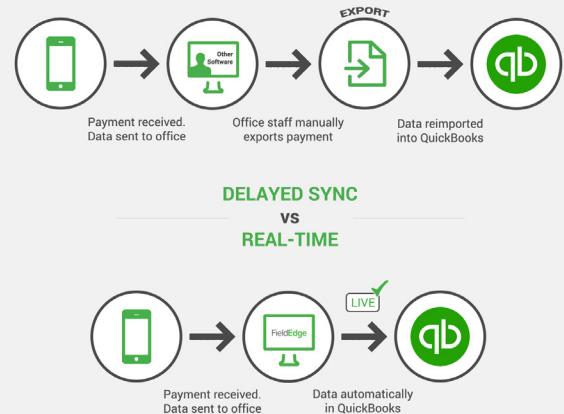 EXPORT
Other
Software
qb
Payment received.
Data sent to office
Office staff manually
exports payment
Data reimported
into QuickBooks
DELAYED SYNC
vs
REAL-TIME
LIVE
FieldEdge
qb
Payment received.
Data sent to office
Data automatically
in QuickBooks